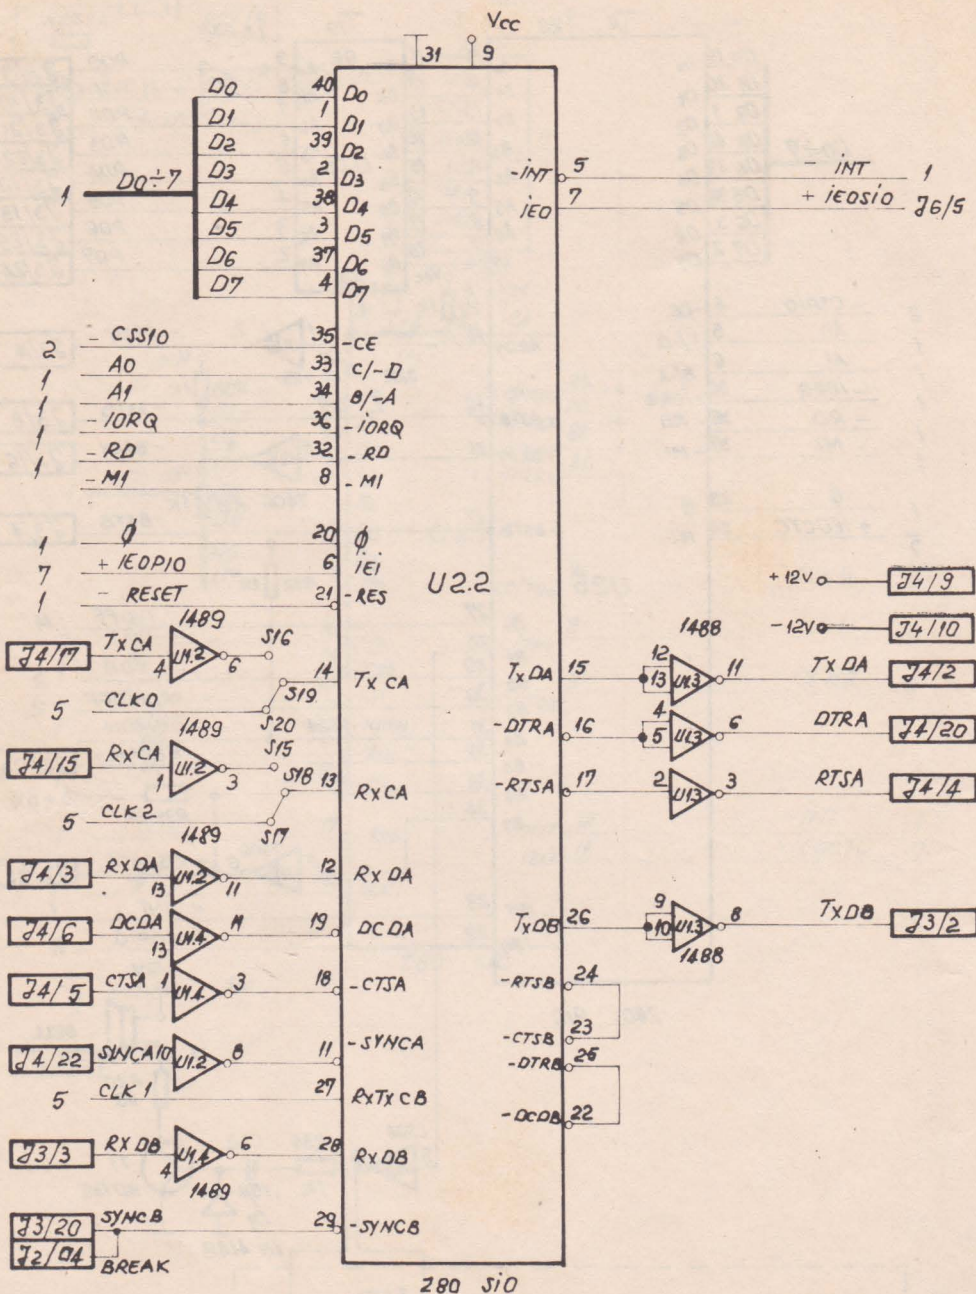 Vcc
31 9
D0 40 D0
D1 1 D1
D2 39 D2
D3 2 D3
1 D0÷7
D4 38 D4
D5 3 D5
D6 37 D6
D7 4 D7
-INT 5 - INT 1
IEO 7 + IEOSIO J6/5
2 - CSSIO 35 -CE
1 A0 33 C/-D
1 A1 34 B/-A
1 -IORQ 36 -IORQ
1 -RD 32 -RD
-M1 8 -M1
1 Φ 20 Φ
7 + IEOPIO 6 IEI
1 - RESET 21 -RES
U2.2
+12V J4/9
-12V J4/10
1489
J4/17 TxCA 4 U1.2 6 S16
14 TxCA
S19
5 CLK0 S20
TxDA 15 12 13 1488 U1.3 11 TxDA J4/2
1489
J4/15 RxCA 1 U1.2 3 S15
S18 13 RxCA
5 CLK2 S17
-DTRA 16 4 5 U1.3 6 DTRA J4/20
-RTSA 17 2 U1.3 3 RTSA J4/4
1489
J4/3 RxDA 13 U1.2 11 12 RxDA
J4/6 DCDA 13 U1.4 11 19 DCDA
TxDB 26 9 10 U1.3 8 TxDB J3/2
1488
J4/5 CTSA 1 U1.4 3 18 -CTSA
-RTSB 24
-CTSB 23
J4/22 SYNCA 10 U1.2 8 11 -SYNCA
-DTRB 25
5 CLK1 27 RxTxCB
-DCDB 22
J3/3 RxDB 4 U1.4 6 28 RxDB
1489
J3/20 SYNCB 29 -SYNCB
J2/04 BREAK
Z80 SIO